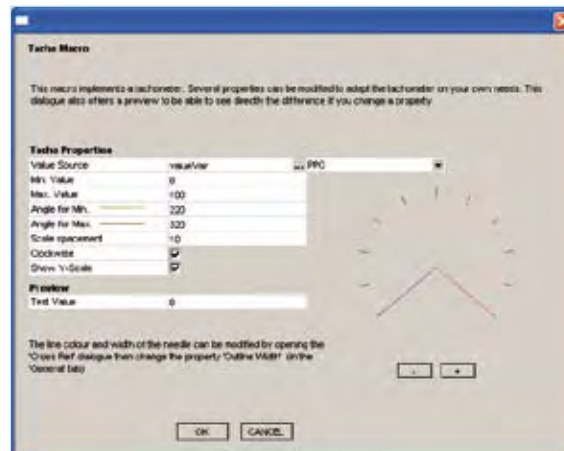 Tacho Macro
This macro implements a tachometer. Several properties can be modified to adapt the tachometer on your own needs. This
dialogue also offers a preview to be able to see directly the difference if you change a property.
Tacho Properties
Value Source valueVar ... PPO
Min. Value 0
Max. Value 100
Angle for Min. 220
Angle for Max. 320
Scale spacement 10
Clockwise
Show Y-Scale
Preview
Test Value 0
The line colour and width of the needle can be modified by opening the
'Cross Ref' dialogue then change the property 'Outline Width' (in the
'General tab)
- +
OK CANCEL